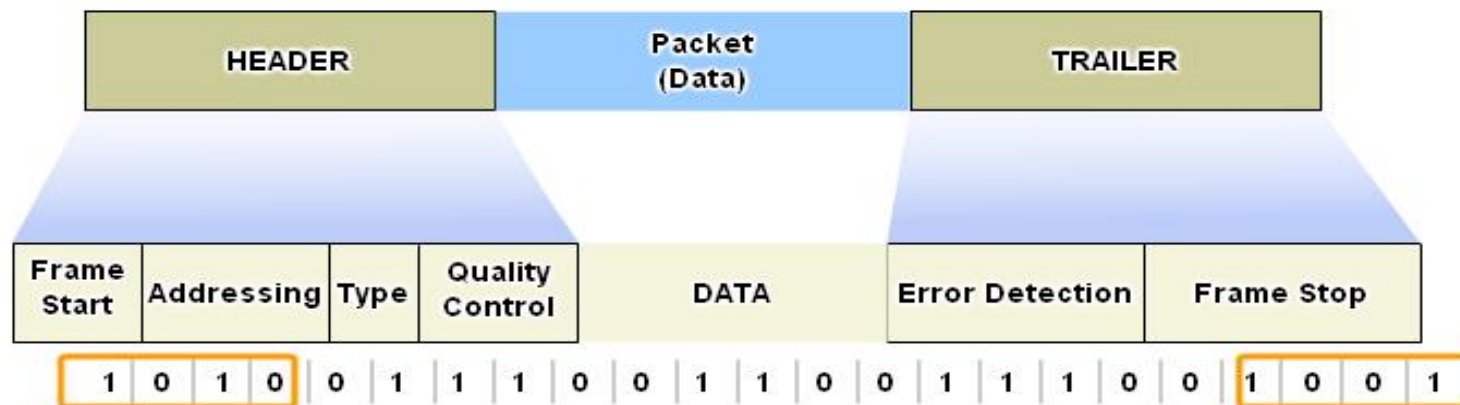 HEADER Packet (Data) TRAILER
Frame Start Addressing Type Quality Control DATA Error Detection Frame Stop
1 0 1 0 0 1 1 1 0 0 1 1 0 0 1 1 1 0 0 1 0 0 1